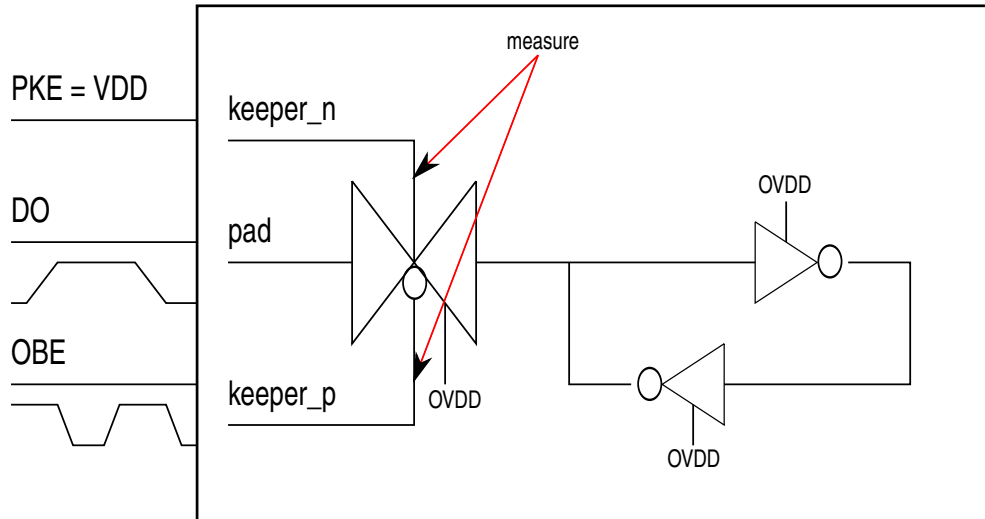 measure
PKE = VDD
keeper_n
OVDD
DO
pad
OBE
keeper_p
OVDD
OVDD